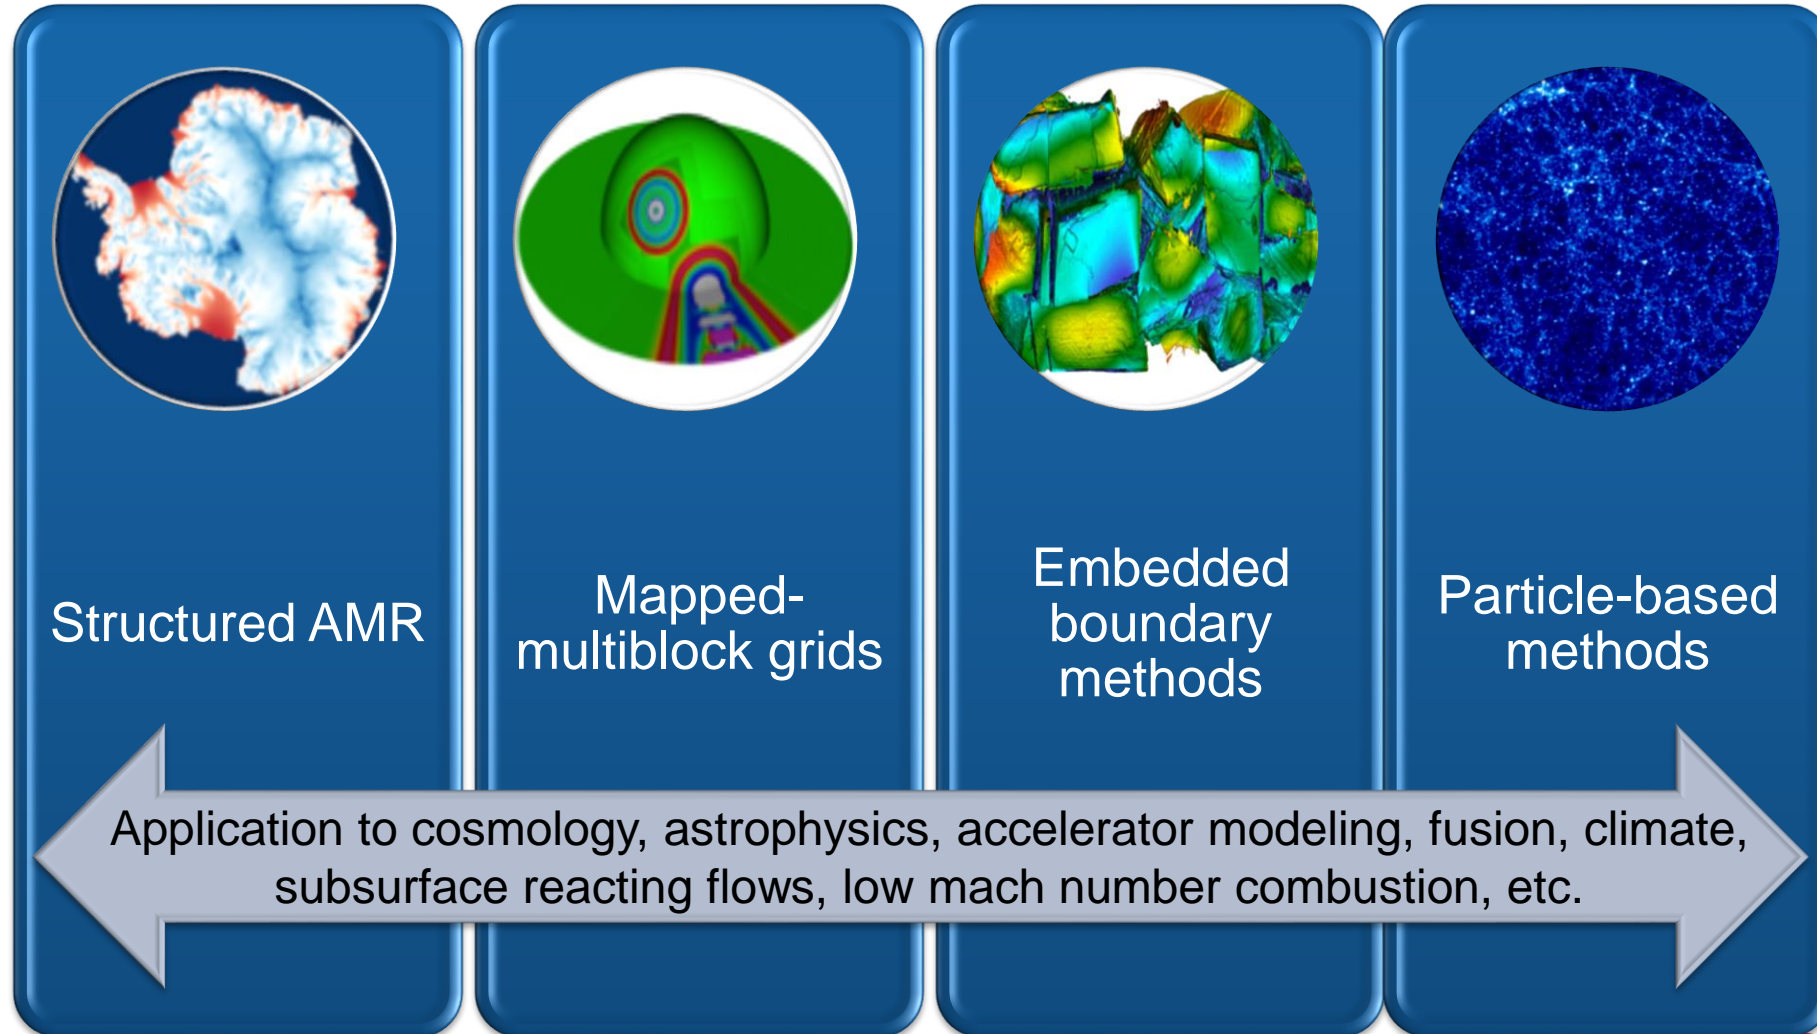 Structured AMR
Mapped-
multiblock grids
Embedded
boundary
methods
Particle-based
methods
Application to cosmology, astrophysics, accelerator modeling, fusion, climate,
subsurface reacting flows, low mach number combustion, etc.